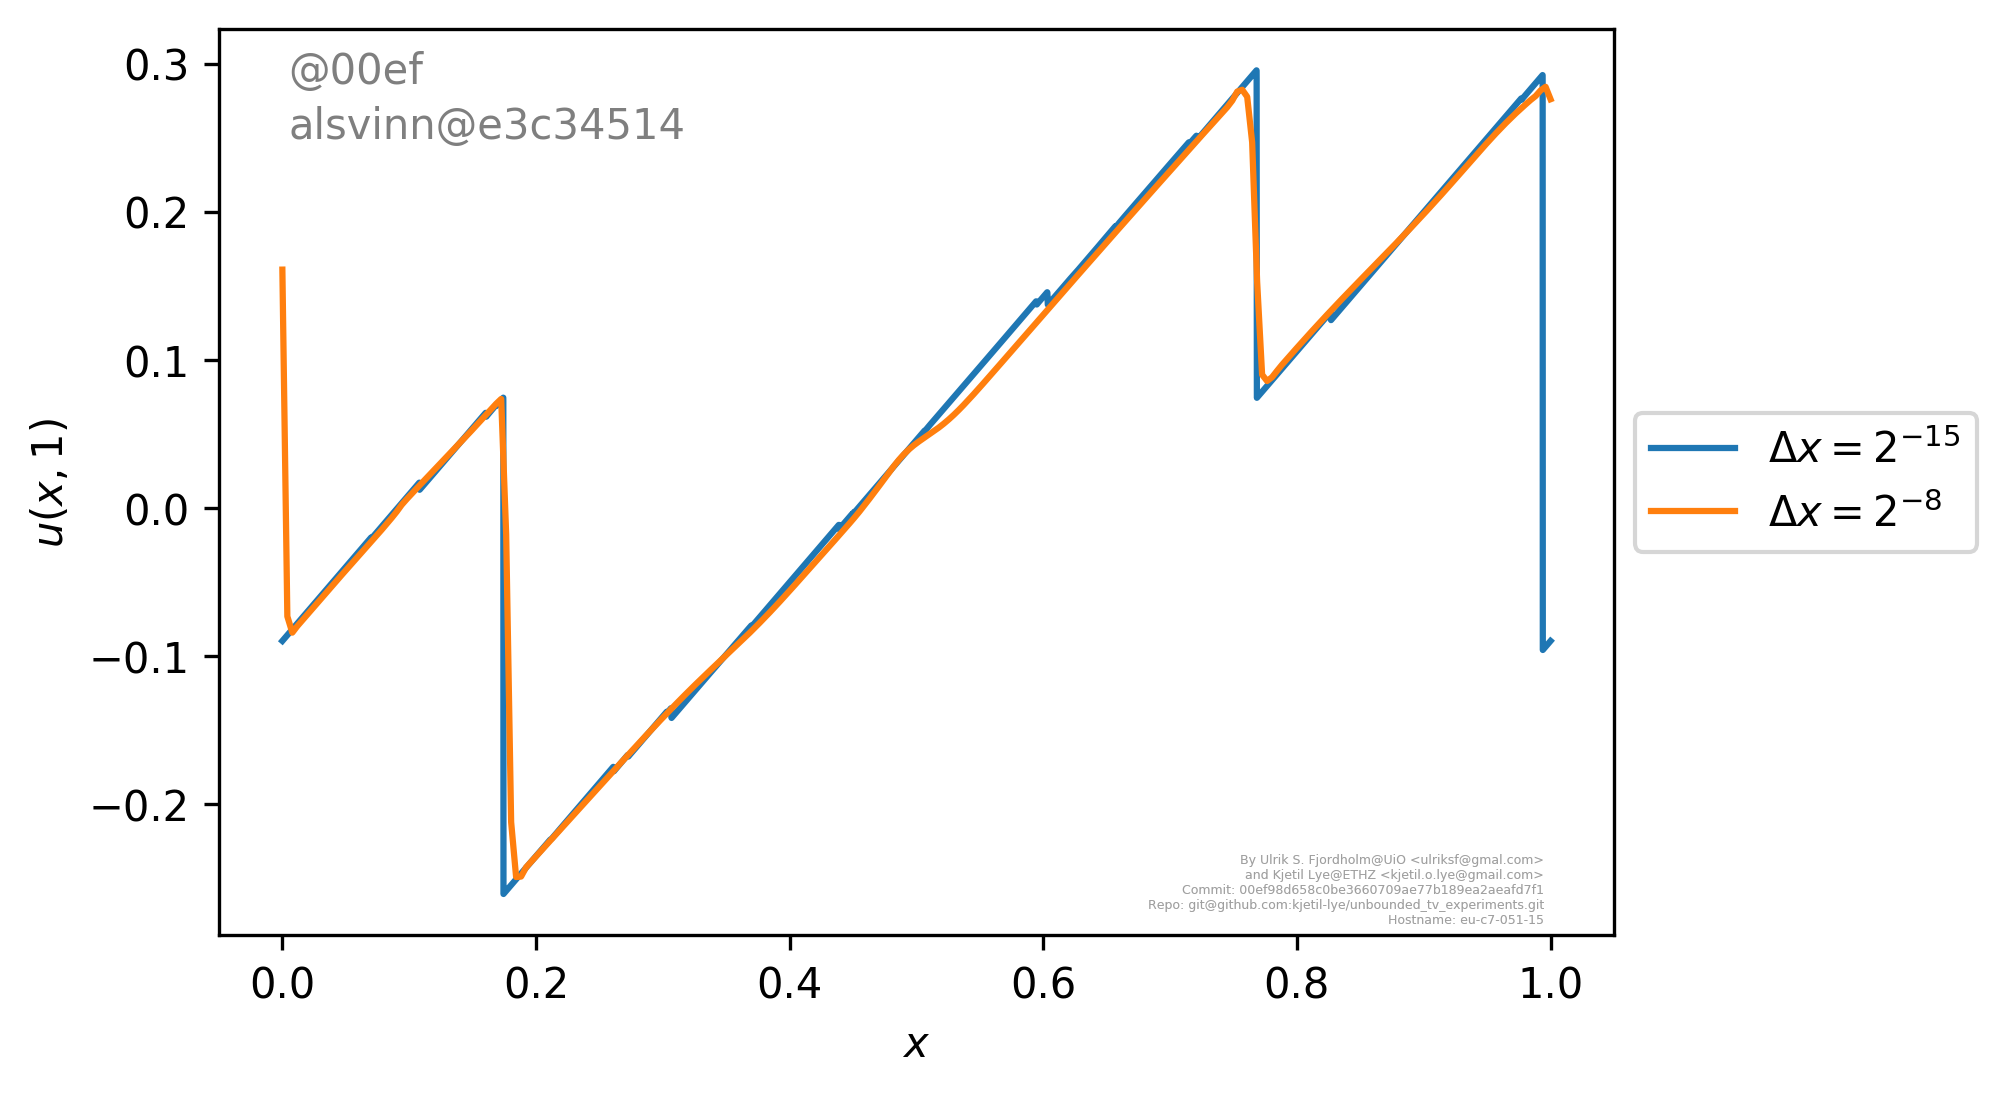 @00ef
alsvinn@e3c34514
0.3
0.2
0.1
0.0
−0.1
−0.2
u(x, 1)
0.0 0.2 0.4 0.6 0.8 1.0
x
Δx = 2⁻¹⁵
Δx = 2⁻⁸
By Ulrik S. Fjordholm@UiO <ulriksf@gmal.com>
and Kjetil Lye@ETHZ <kjetil.o.lye@gmail.com>
Commit: 00ef98d658c0be3660709ae77b189ea2aeafd7f1
Repo: git@github.com:kjetil-lye/unbounded_tv_experiments.git
Hostname: eu-c7-051-15